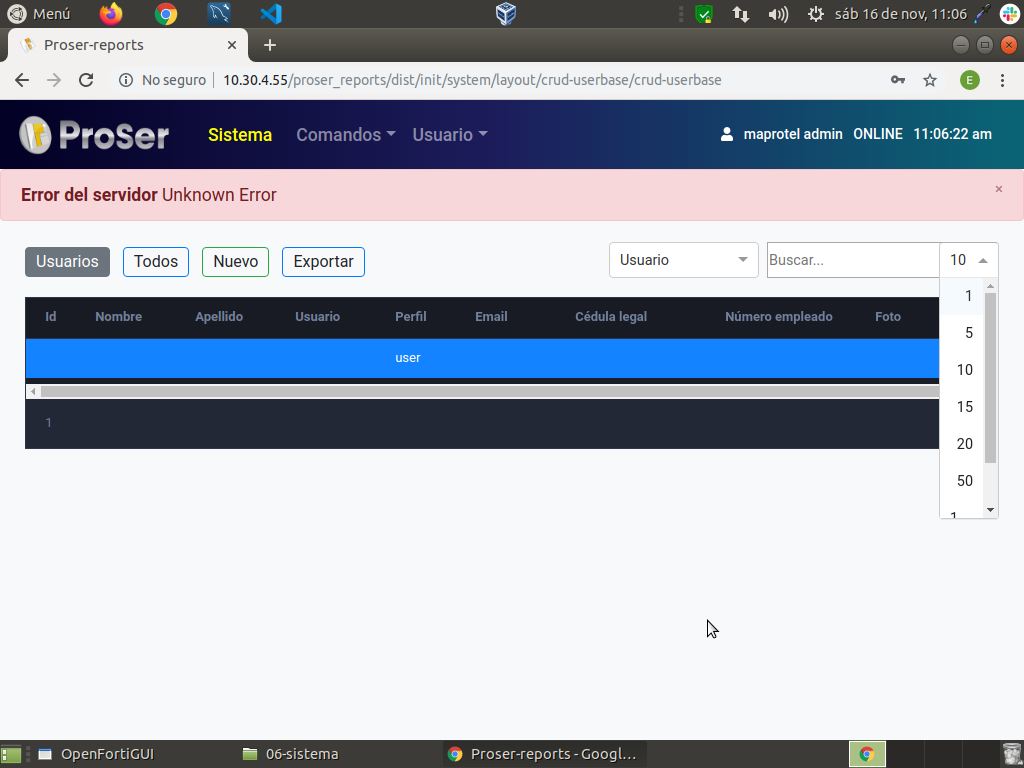 Menú
sáb 16 de nov, 11:06
Proser-reports
No seguro
10.30.4.55/proser_reports/dist/init/system/layout/crud-userbase/crud-userbase
E
ProSer
Sistema Comandos Usuario
maprotel admin ONLINE 11:06:22 am
Error del servidor Unknown Error
×
Usuarios Todos Nuevo Exportar
Usuario
Buscar...
10
Id Nombre Apellido Usuario Perfil Email Cédula legal Número empleado Foto
user
1
1
5
10
15
20
50
OpenFortiGUI
06-sistema
Proser-reports - Googl...